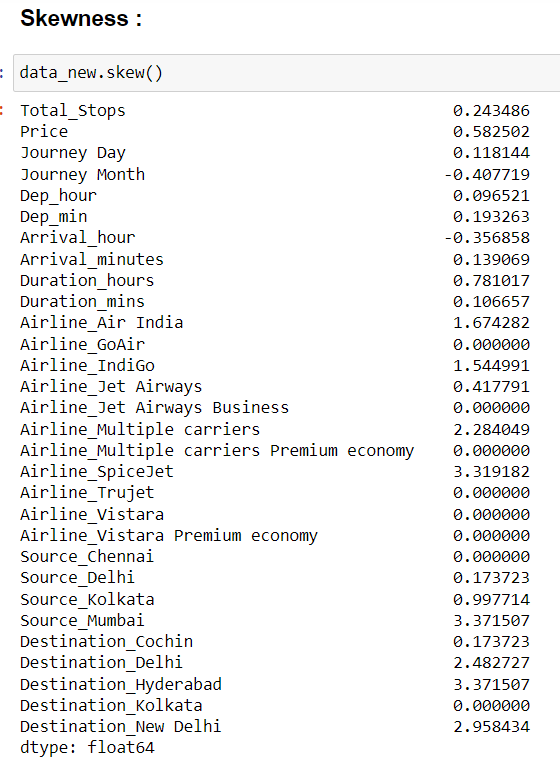 Skewness :
data_new.skew()
Total_Stops 0.243486
Price 0.582502
Journey Day 0.118144
Journey Month -0.407719
Dep_hour 0.096521
Dep_min 0.193263
Arrival_hour -0.356858
Arrival_minutes 0.139069
Duration_hours 0.781017
Duration_mins 0.106657
Airline_Air India 1.674282
Airline_GoAir 0.000000
Airline_IndiGo 1.544991
Airline_Jet Airways 0.417791
Airline_Jet Airways Business 0.000000
Airline_Multiple carriers 2.284049
Airline_Multiple carriers Premium economy 0.000000
Airline_SpiceJet 3.319182
Airline_Trujet 0.000000
Airline_Vistara 0.000000
Airline_Vistara Premium economy 0.000000
Source_Chennai 0.000000
Source_Delhi 0.173723
Source_Kolkata 0.997714
Source_Mumbai 3.371507
Destination_Cochin 0.173723
Destination_Delhi 2.482727
Destination_Hyderabad 3.371507
Destination_Kolkata 0.000000
Destination_New Delhi 2.958434
dtype: float64